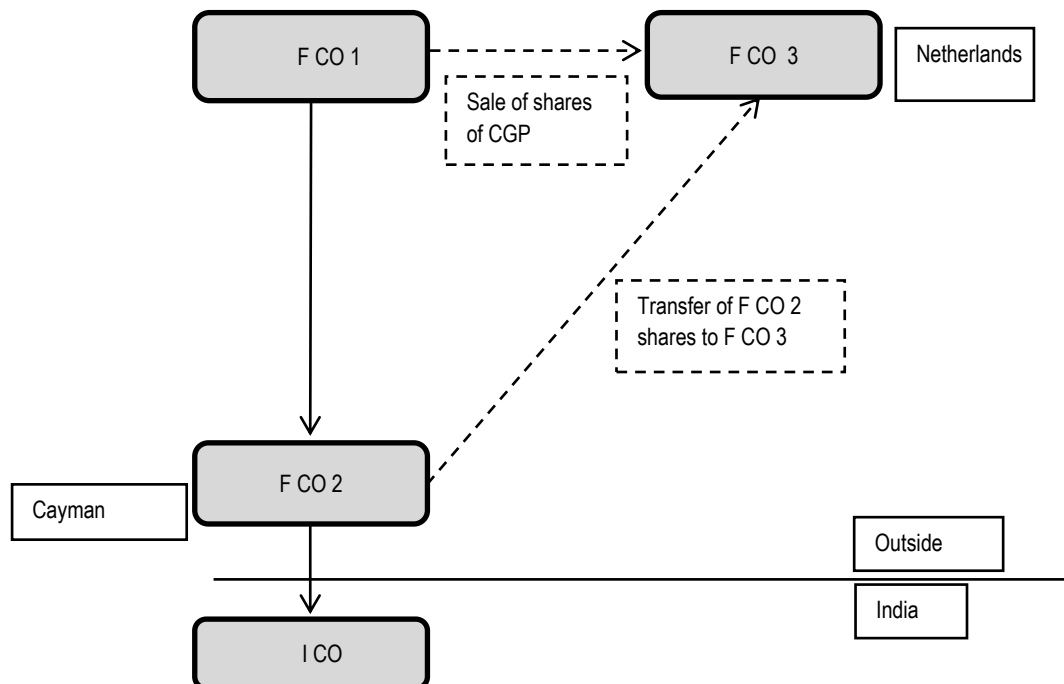 F CO 1
F CO 3
Netherlands
Sale of shares
of CGP
Transfer of F CO 2
shares to F CO 3
F CO 2
Cayman
Outside
India
I CO